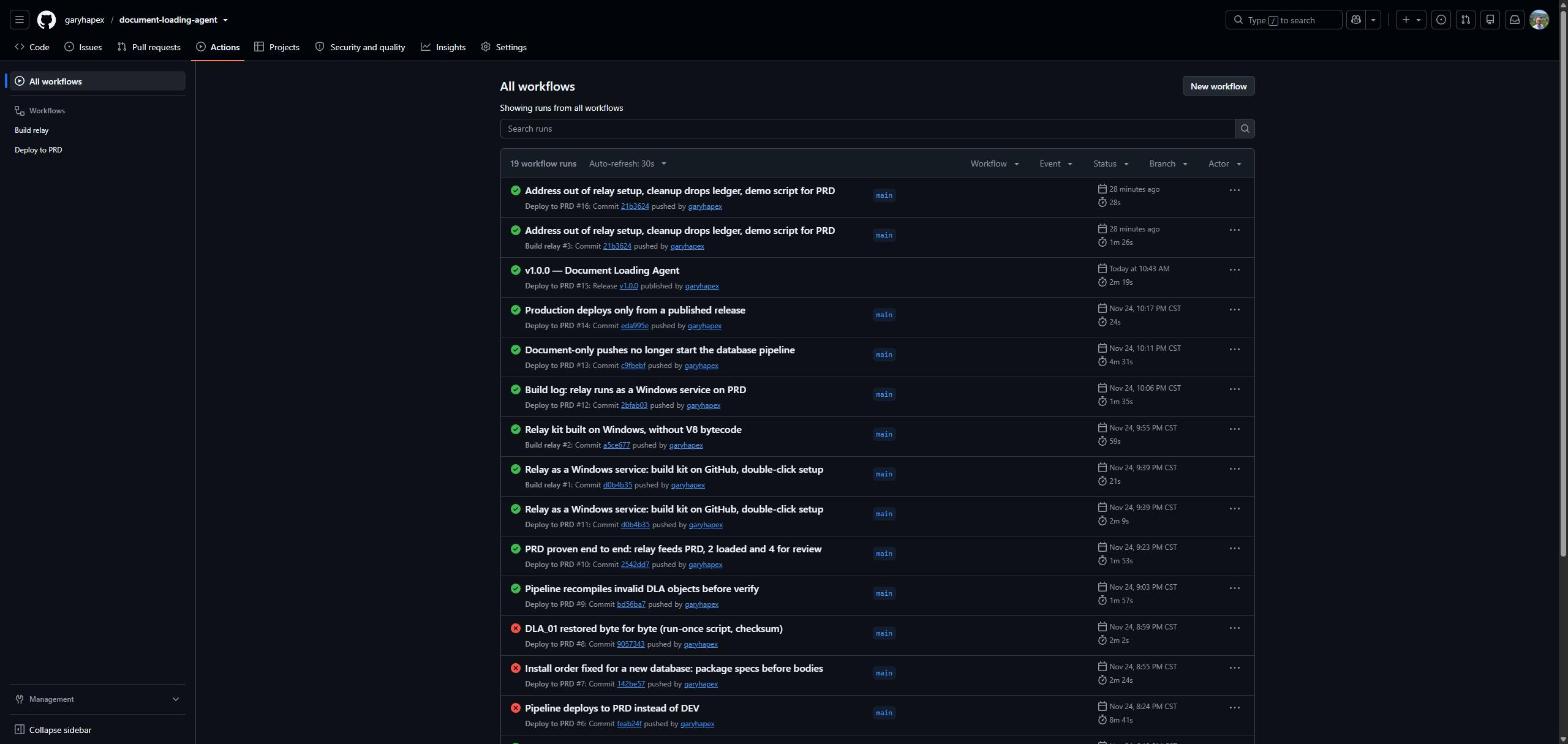 garyhapex / document-loading-agent
Type / to search
Code
Issues
Pull requests
Actions
Projects
Security and quality
Insights
Settings
All workflows
Workflows
Build relay
Deploy to PRD
Management
Collapse sidebar
All workflows
New workflow
Showing runs from all workflows
Search runs
19 workflow runs Auto-refresh: 30s Workflow Event Status Branch Actor
Address out of relay setup, cleanup drops ledger, demo script for PRD
Deploy to PRD #16: Commit 21b3624 pushed by garyhapex
main
28 minutes ago
28s
Address out of relay setup, cleanup drops ledger, demo script for PRD
Build relay #3: Commit 21b3624 pushed by garyhapex
main
28 minutes ago
1m 26s
v1.0.0 — Document Loading Agent
Deploy to PRD #15: Release v1.0.0 published by garyhapex
Today at 10:43 AM
2m 19s
Production deploys only from a published release
Deploy to PRD #14: Commit eda995e pushed by garyhapex
main
Nov 24, 10:17 PM CST
24s
Document-only pushes no longer start the database pipeline
Deploy to PRD #13: Commit c9fbebf pushed by garyhapex
main
Nov 24, 10:11 PM CST
4m 31s
Build log: relay runs as a Windows service on PRD
Deploy to PRD #12: Commit 2bfab03 pushed by garyhapex
main
Nov 24, 10:06 PM CST
1m 35s
Relay kit built on Windows, without V8 bytecode
Build relay #2: Commit a5ce677 pushed by garyhapex
main
Nov 24, 9:55 PM CST
59s
Relay as a Windows service: build kit on GitHub, double-click setup
Build relay #1: Commit d0b4b35 pushed by garyhapex
main
Nov 24, 9:39 PM CST
21s
Relay as a Windows service: build kit on GitHub, double-click setup
Deploy to PRD #11: Commit d0b4b35 pushed by garyhapex
main
Nov 24, 9:39 PM CST
2m 9s
PRD proven end to end: relay feeds PRD, 2 loaded and 4 for review
Deploy to PRD #10: Commit 2542dd7 pushed by garyhapex
main
Nov 24, 9:23 PM CST
1m 53s
Pipeline recompiles invalid DLA objects before verify
Deploy to PRD #9: Commit bd56ba7 pushed by garyhapex
main
Nov 24, 9:03 PM CST
1m 57s
DLA_01 restored byte for byte (run-once script, checksum)
Deploy to PRD #8: Commit 9057343 pushed by garyhapex
main
Nov 24, 8:59 PM CST
2m 2s
Install order fixed for a new database: package specs before bodies
Deploy to PRD #7: Commit 142be57 pushed by garyhapex
main
Nov 24, 8:55 PM CST
2m 24s
Pipeline deploys to PRD instead of DEV
Deploy to PRD #6: Commit feab24f pushed by garyhapex
main
Nov 24, 8:24 PM CST
8m 41s